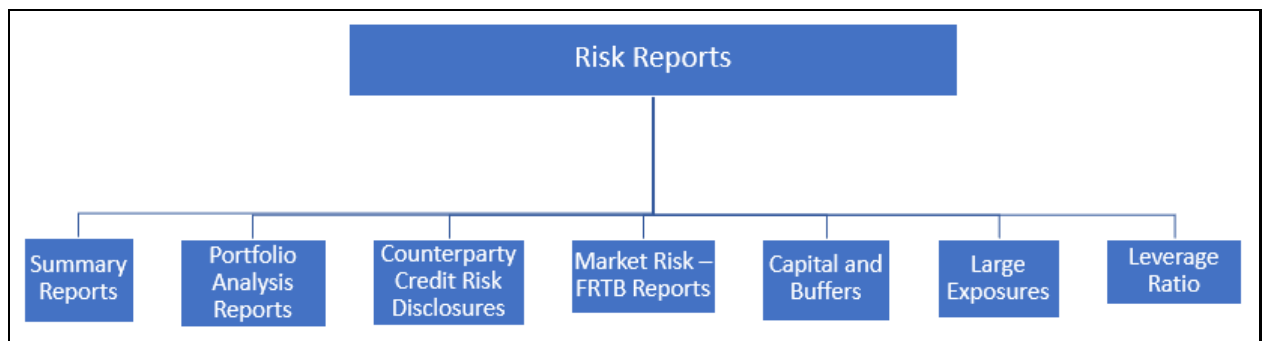 Risk Reports
Summary
Reports
Portfolio
Analysis
Reports
Counterparty
Credit Risk
Disclosures
Market Risk –
FRTB Reports
Capital and
Buffers
Large
Exposures
Leverage
Ratio